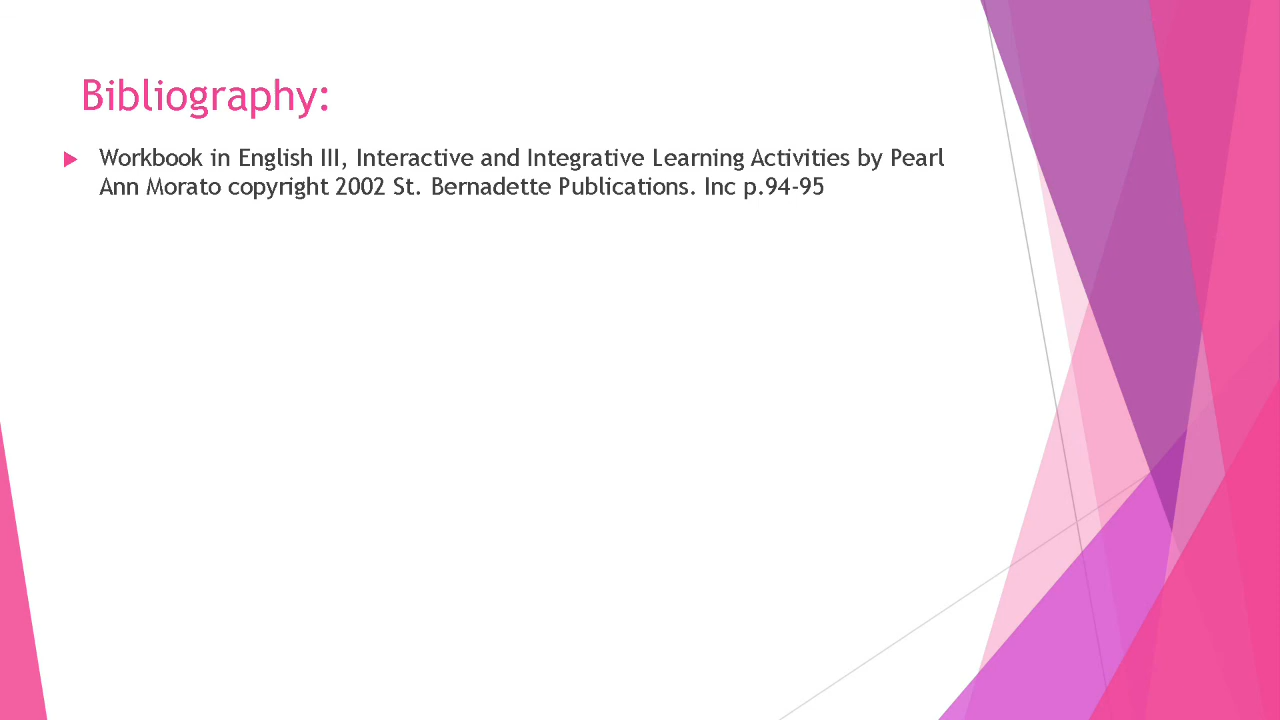 Bibliography:
Workbook in English III, Interactive and Integrative Learning Activities by Pearl
Ann Morato copyright 2002 St. Bernadette Publications. Inc p.94-95